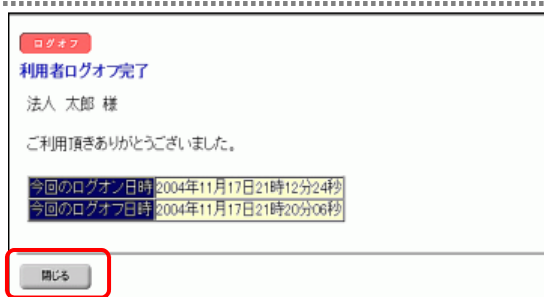 ログオフ
利用者ログオフ完了
法人 太郎 様
ご利用頂きありがとうございました。
今回のログオン日時 2004年11月17日21時12分24秒
今回のログオフ日時 2004年11月17日21時20分06秒
閉じる